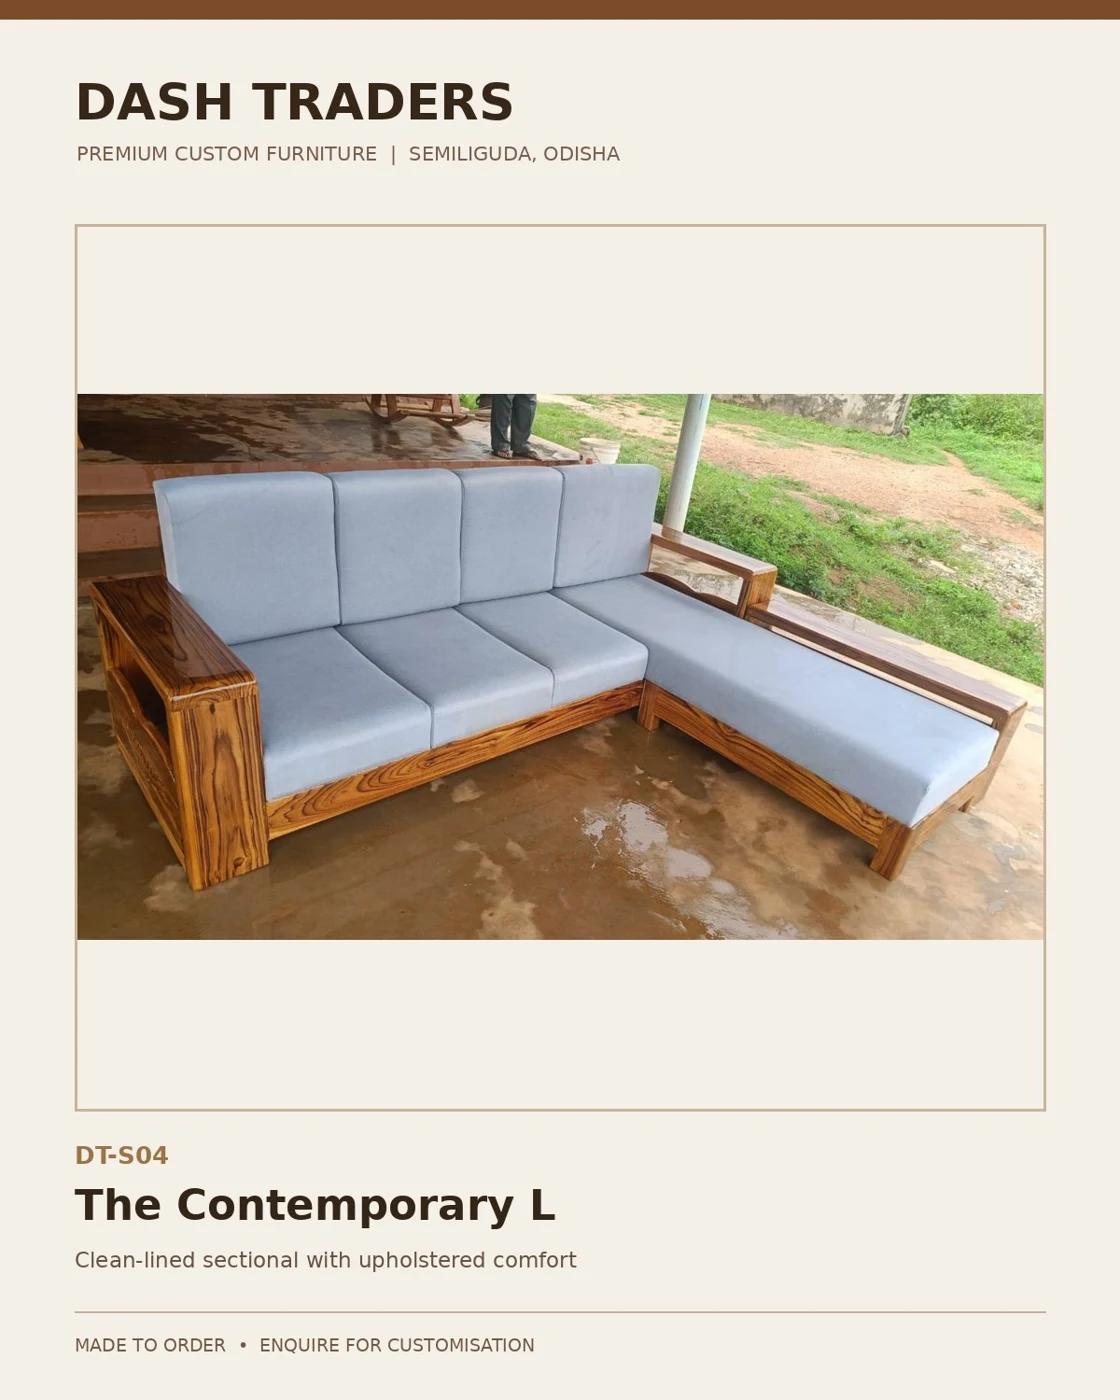 DASH TRADERS
PREMIUM CUSTOM FURNITURE | SEMILIGUDA, ODISHA
DT-S04
The Contemporary L
Clean-lined sectional with upholstered comfort
MADE TO ORDER • ENQUIRE FOR CUSTOMISATION